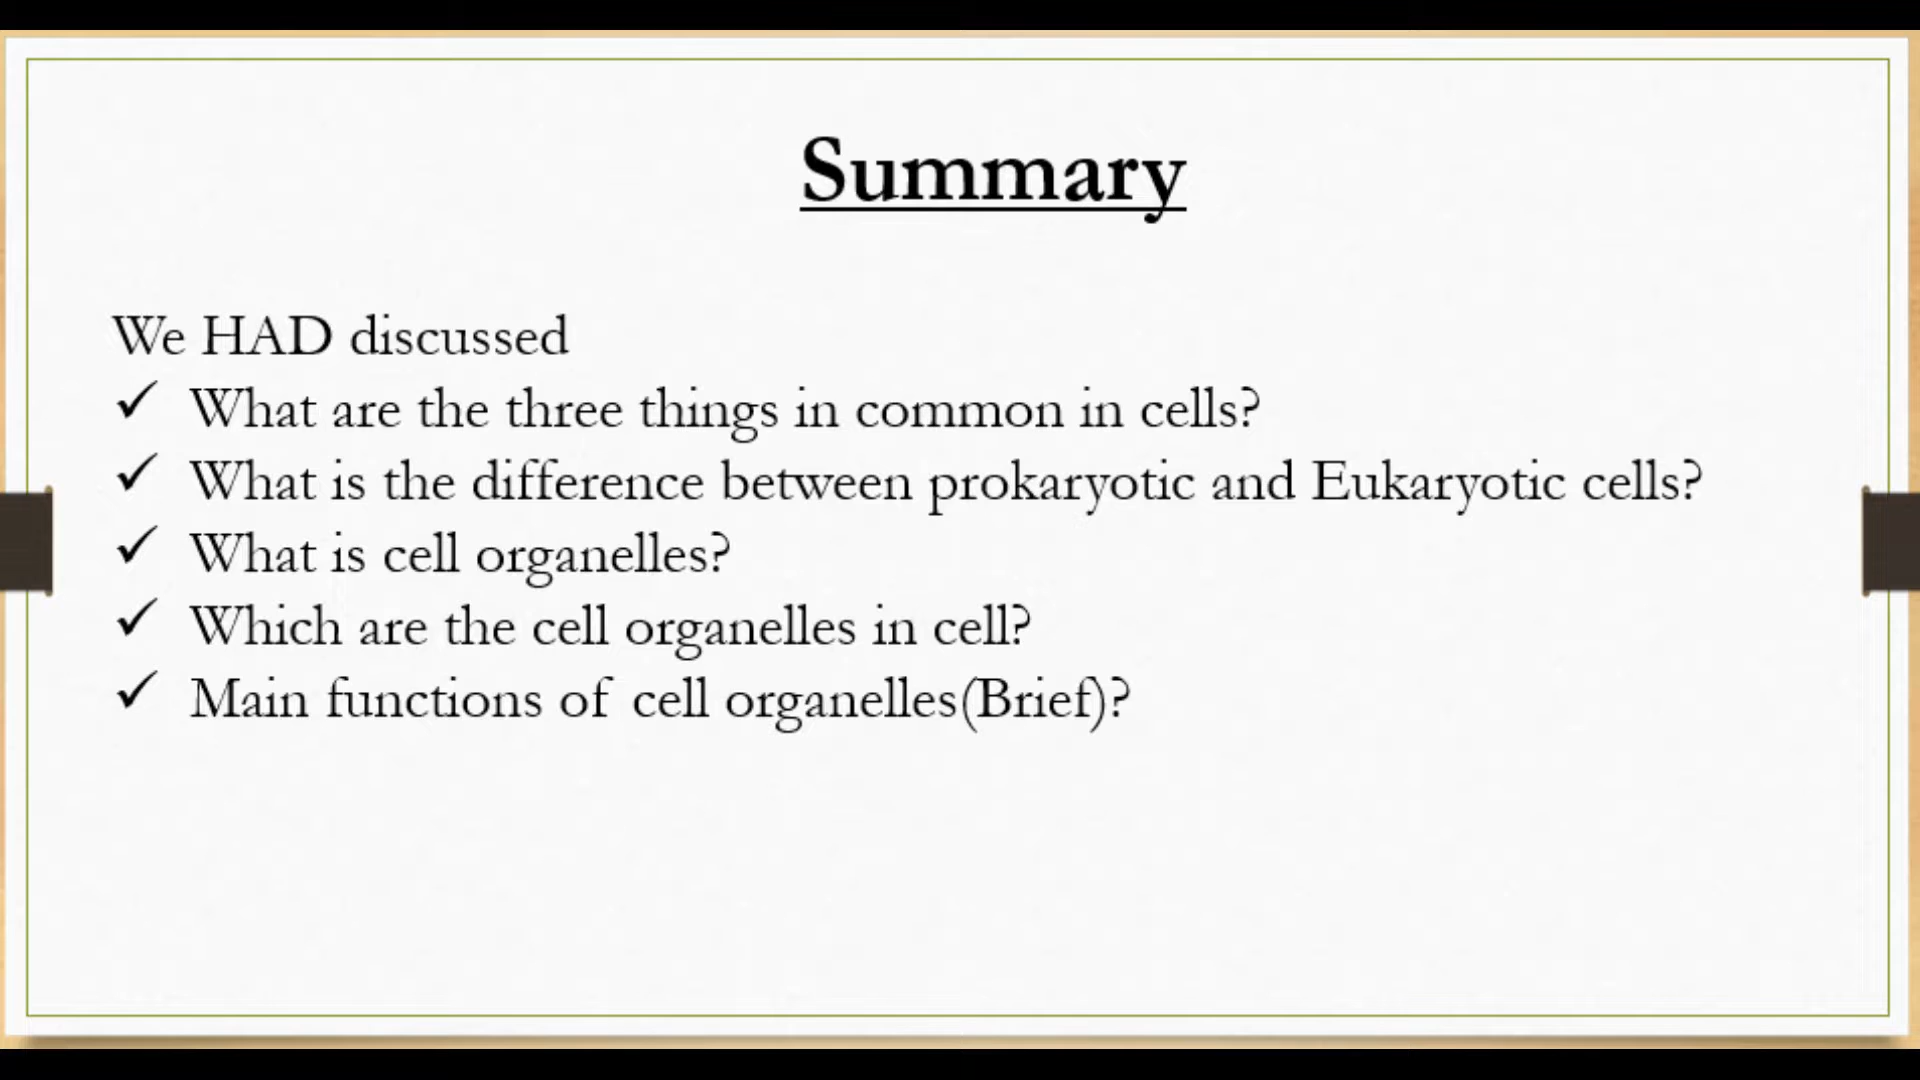 Summary
We HAD discussed
✓ What are the three things in common in cells?
✓ What is the difference between prokaryotic and Eukaryotic cells?
✓ What is cell organelles?
✓ Which are the cell organelles in cell?
✓ Main functions of cell organelles(Brief)?